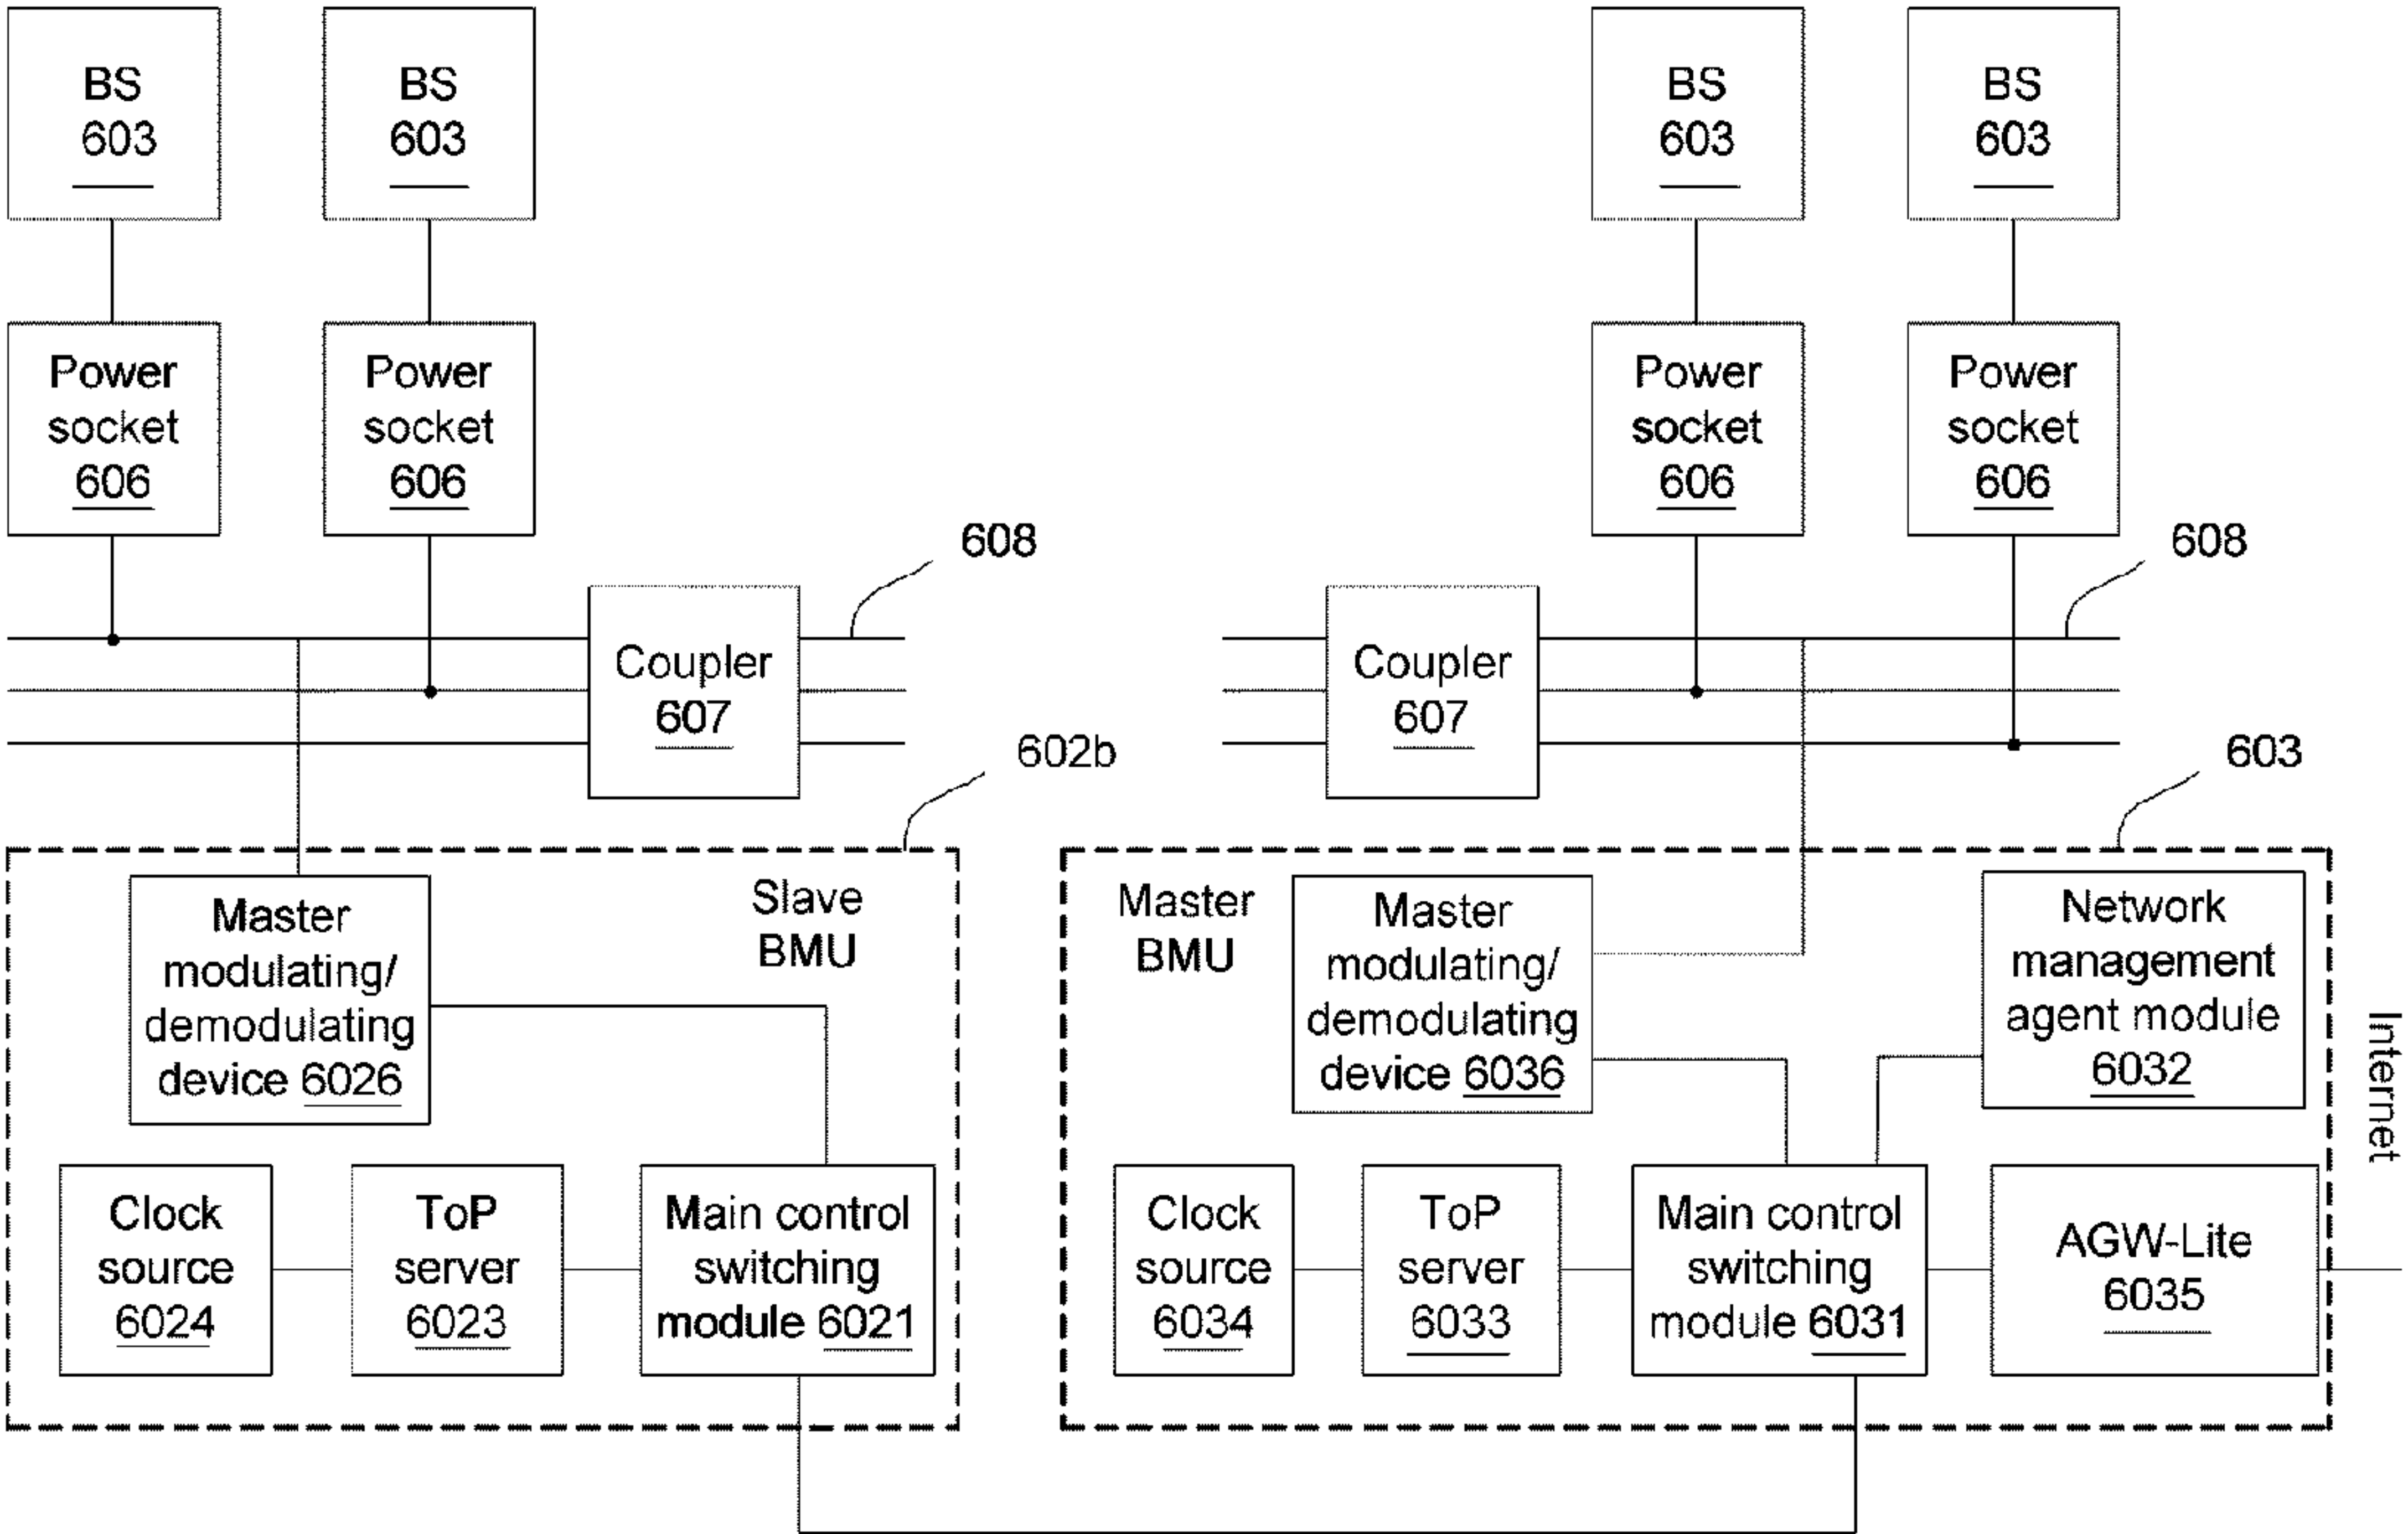 BS
603
BS
603
BS
603
BS
603
Power
socket
606
Power
socket
606
Power
socket
606
Power
socket
606
608
608
Coupler
607
Coupler
607
602b
603
Slave
BMU
Master
modulating/
demodulating
device 6026
Clock
source
6024
ToP
server
6023
Main control
switching
module 6021
Master
BMU
Master
modulating/
demodulating
device 6036
Network
management
agent module
6032
Clock
source
6034
ToP
server
6033
Main control
switching
module 6031
AGW-Lite
6035
Internet